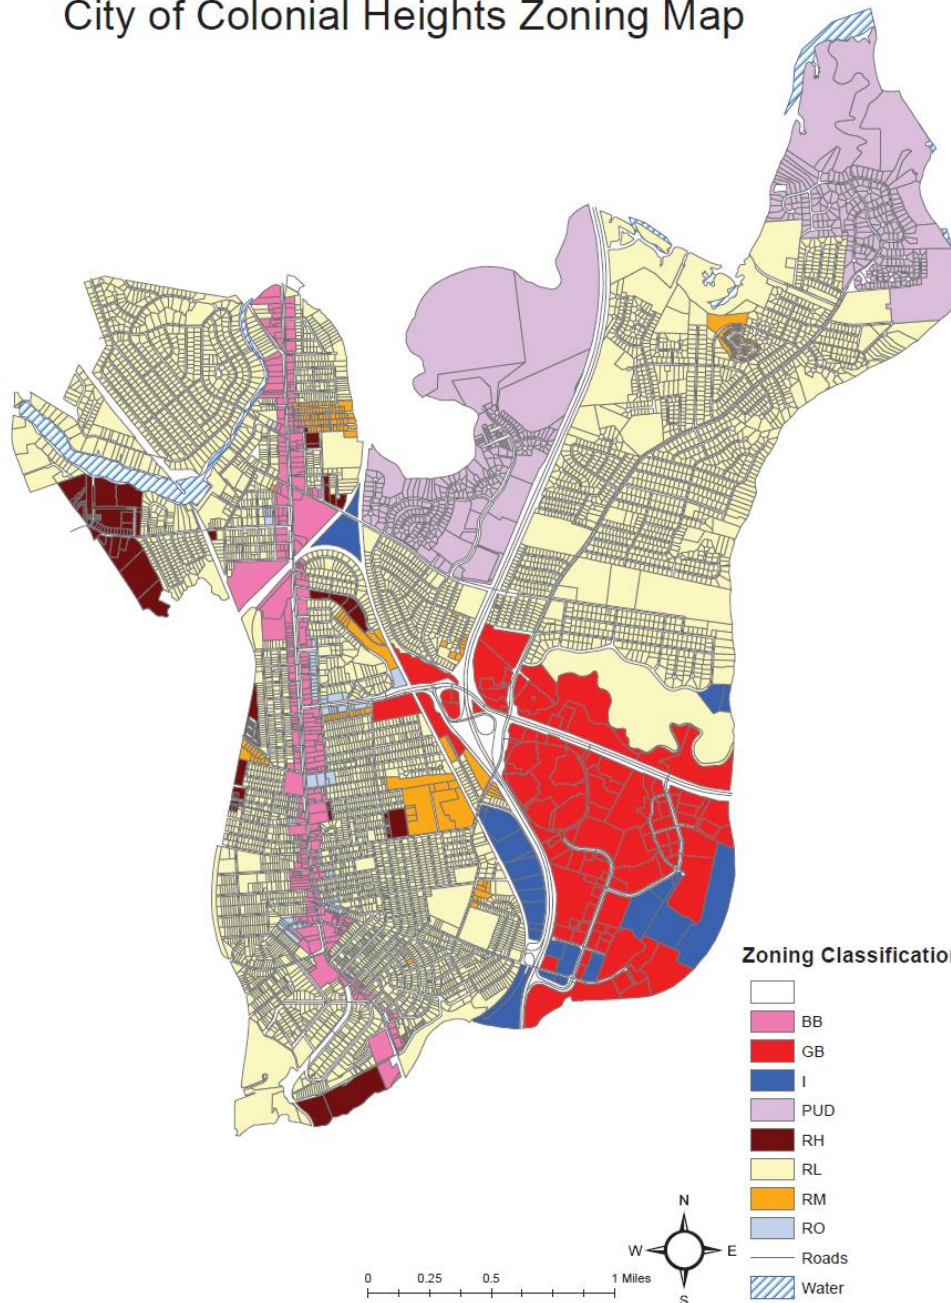 City of Colonial Heights Zoning Map
Zoning Classification
BB
GB
I
PUD
RH
RL
RM
RO
Roads
Water
N
W E
S
0 0.25 0.5 1 Miles